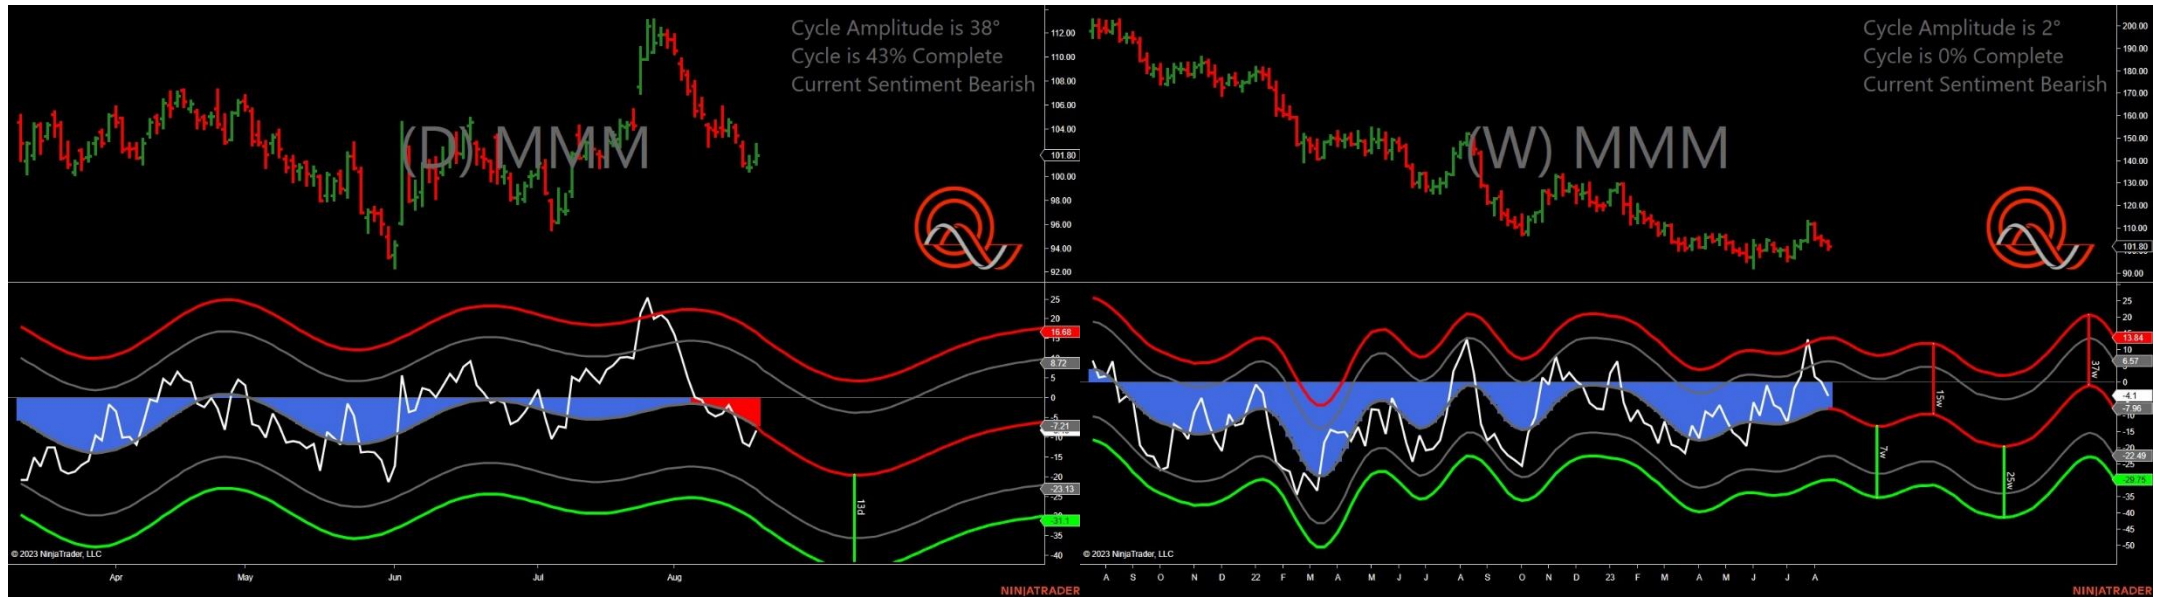 Cycle Amplitude is 38°
Cycle is 43% Complete
Current Sentiment Bearish
(D) MMM
112.00
110.00
108.00
106.00
104.00
101.80
100.00
98.00
96.00
94.00
92.00
25
20
16.68
10
8.72
5
0
-5
-7.21
-10
-15
-20
-23.13
-25
-31.1
-35
-40
13d
© 2023 NinjaTrader, LLC
Apr May Jun Jul Aug
NINJATRADER
Cycle Amplitude is 2°
Cycle is 0% Complete
Current Sentiment Bearish
(W) MMM
200.00
190.00
180.00
170.00
160.00
150.00
140.00
130.00
120.00
110.00
101.80
90.00
25
20
13.84
10
6.57
0
-4.1
-7.96
-15
-22.49
-25
-29.75
-35
-40
-45
-50
7w
15w
25w
37w
© 2023 NinjaTrader, LLC
A S O N D 22 F M A M J J A S O N D 23 F M A M J J A
NINJATRADER